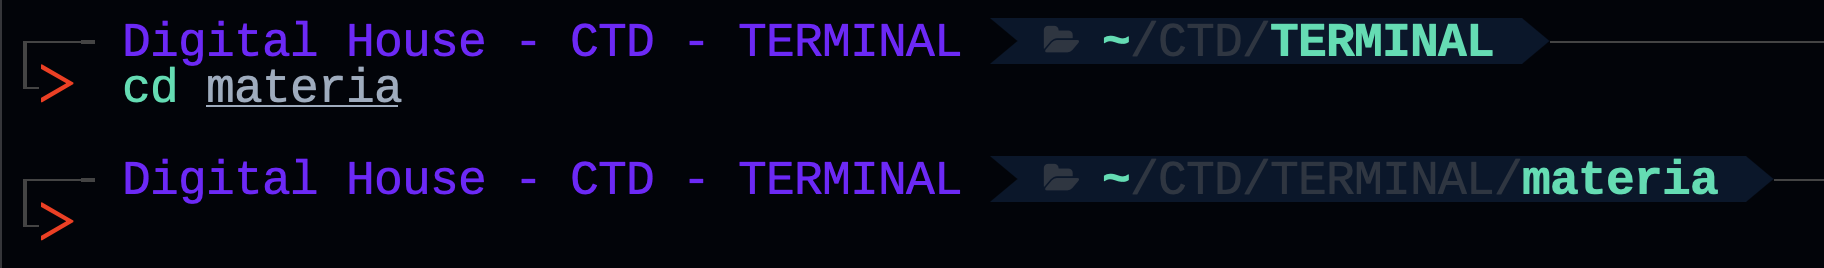 Digital House - CTD - TERMINAL ~/CTD/TERMINAL
> cd materia
Digital House - CTD - TERMINAL ~/CTD/TERMINAL/materia
>